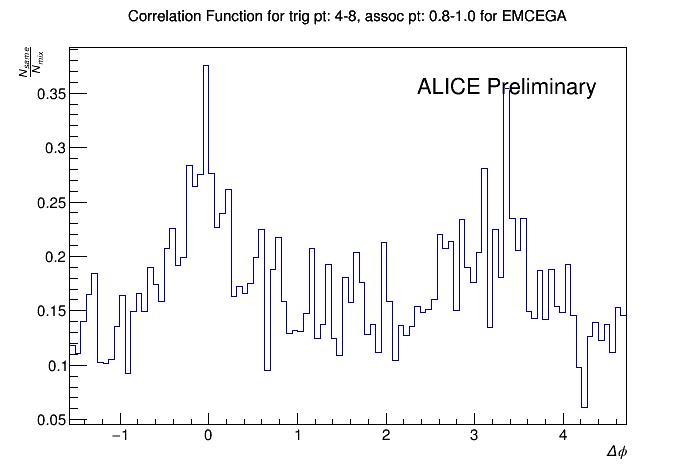 Correlation Function for trig pt: 4-8, assoc pt: 0.8-1.0 for EMCEGA
N_same
N_mix
ALICE Preliminary
0.35
0.3
0.25
0.2
0.15
0.1
0.05
−1 0 1 2 3 4
Δϕ